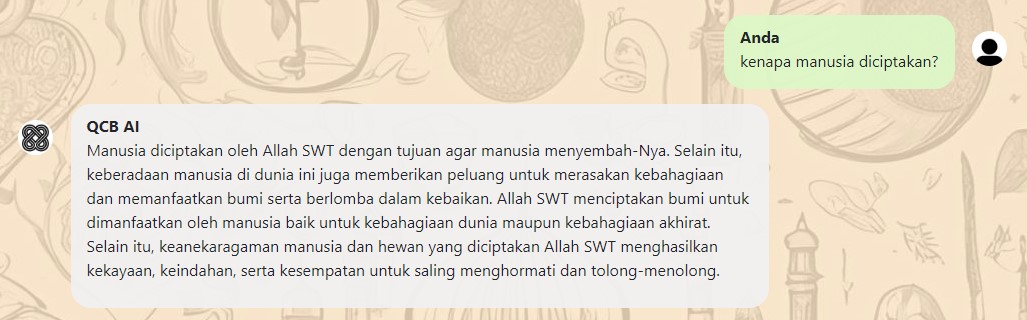 Anda
kenapa manusia diciptakan?
QCB AI
Manusia diciptakan oleh Allah SWT dengan tujuan agar manusia menyembah-Nya. Selain itu,
keberadaan manusia di dunia ini juga memberikan peluang untuk merasakan kebahagiaan
dan memanfaatkan bumi serta berlomba dalam kebaikan. Allah SWT menciptakan bumi untuk
dimanfaatkan oleh manusia baik untuk kebahagiaan dunia maupun kebahagiaan akhirat.
Selain itu, keanekaragaman manusia dan hewan yang diciptakan Allah SWT menghasilkan
kekayaan, keindahan, serta kesempatan untuk saling menghormati dan tolong-menolong.